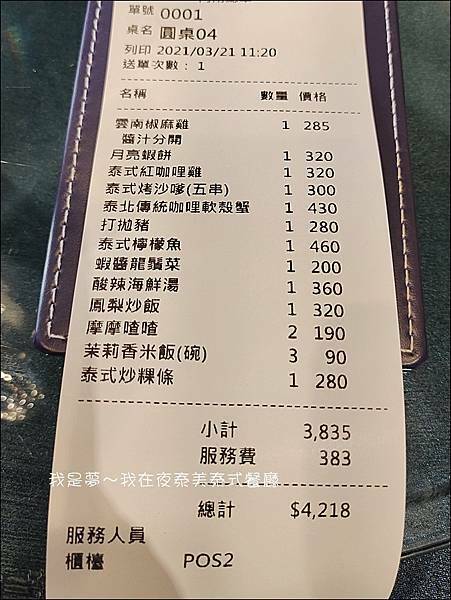 單號 0001
桌名 圓桌04
列印 2021/03/21 11:20
送單次數： 1
名稱 數量 價格
雲南椒麻雞 1 285
醬汁分開
月亮蝦餅 1 320
泰式紅咖哩雞 1 320
泰式烤沙嗲(五串) 1 300
泰北傳統咖哩軟殼蟹 1 430
打拋豬 1 280
泰式檸檬魚 1 460
蝦醬龍鬚菜 1 200
酸辣海鮮湯 1 360
鳳梨炒飯 1 320
摩摩喳喳 2 190
茉莉香米飯(碗) 3 90
泰式炒粿條 1 280
小計 3,835
服務費 383
我是夢～我在夜泰美泰式餐廳
總計 $4,218
服務人員
櫃檯 POS2